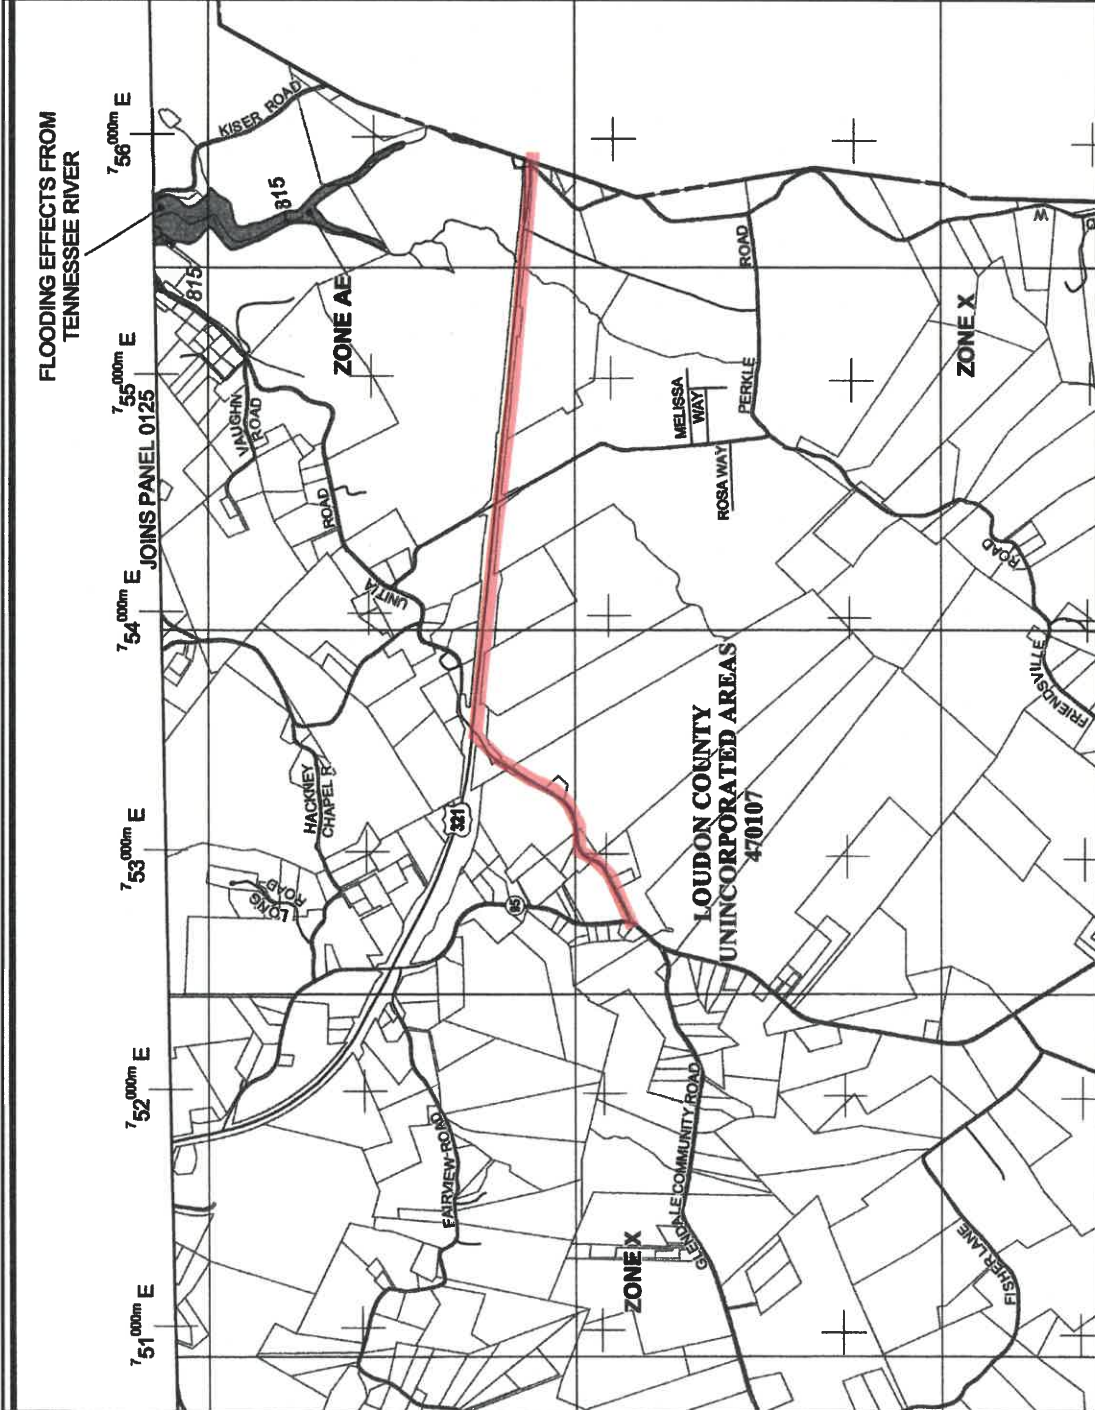 FLOODING EFFECTS FROM
TENNESSEE RIVER
756000m E
755000m E
JOINS PANEL 0125
754000m E
753000m E
752000m E
751000m E
KISER ROAD
815
815
ZONE AE
VAUGHN
ROAD
ROAD
UNITIA
HACKNEY
CHAPEL R
LONG
ROAD
321
95
FAIRVIEW ROAD
ROAD
PERKLE
MELISSA
WAY
ROSA WAY
ZONE X
W
ROAD
FRIENDSVILLE
LOUDON COUNTY
UNINCORPORATED AREAS
470107
GLENDALE COMMUNITY ROAD
ZONE X
FISHER LANE